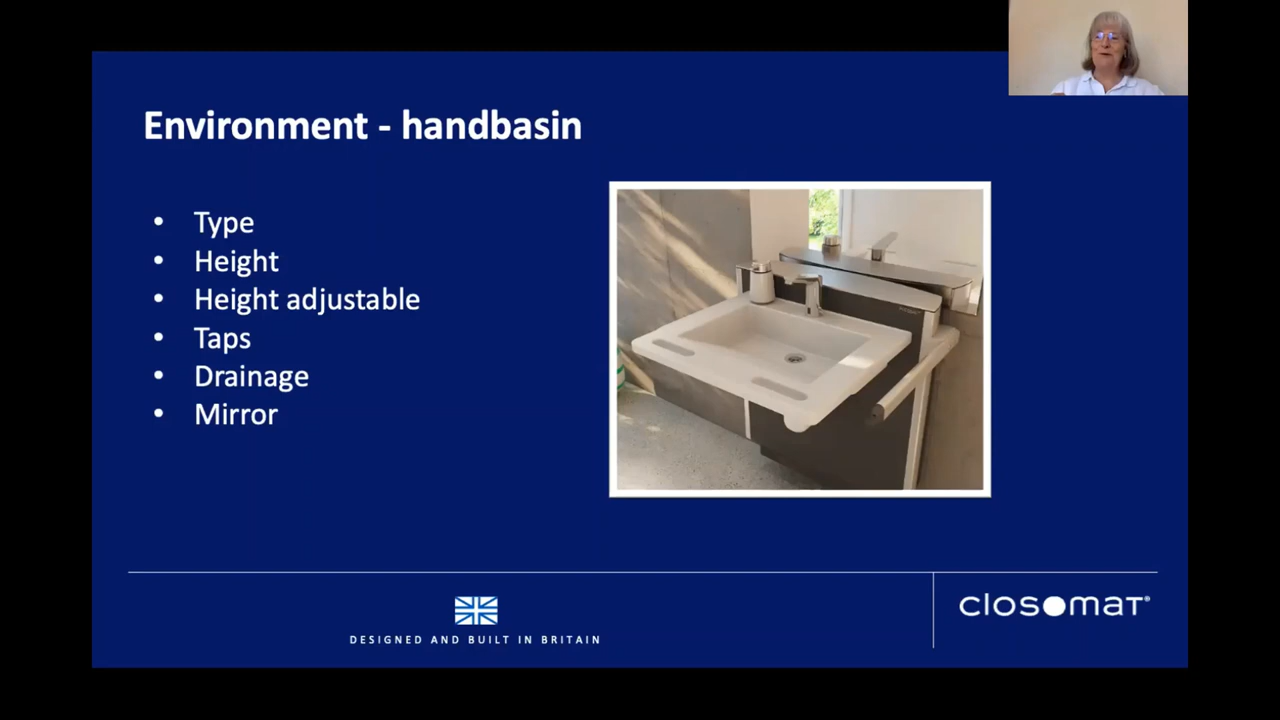 Environment - handbasin
• Type
• Height
• Height adjustable
• Taps
• Drainage
• Mirror
DESIGNED AND BUILT IN BRITAIN
closomat®